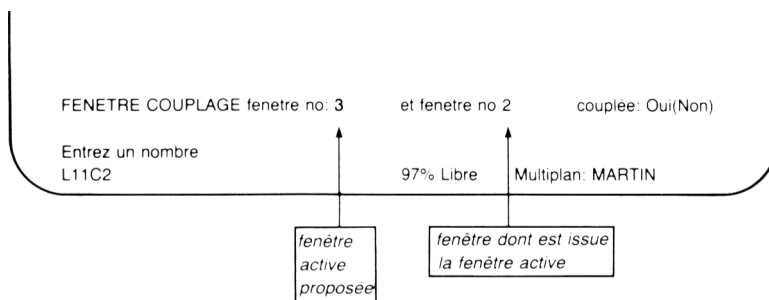 FENETRE COUPLAGE fenetre no: 3 et fenetre no 2 couplée: Oui(Non)
Entrez un nombre
L11C2 97% Libre Multiplan: MARTIN
fenêtre
active
proposée
fenêtre dont est issue
la fenêtre active